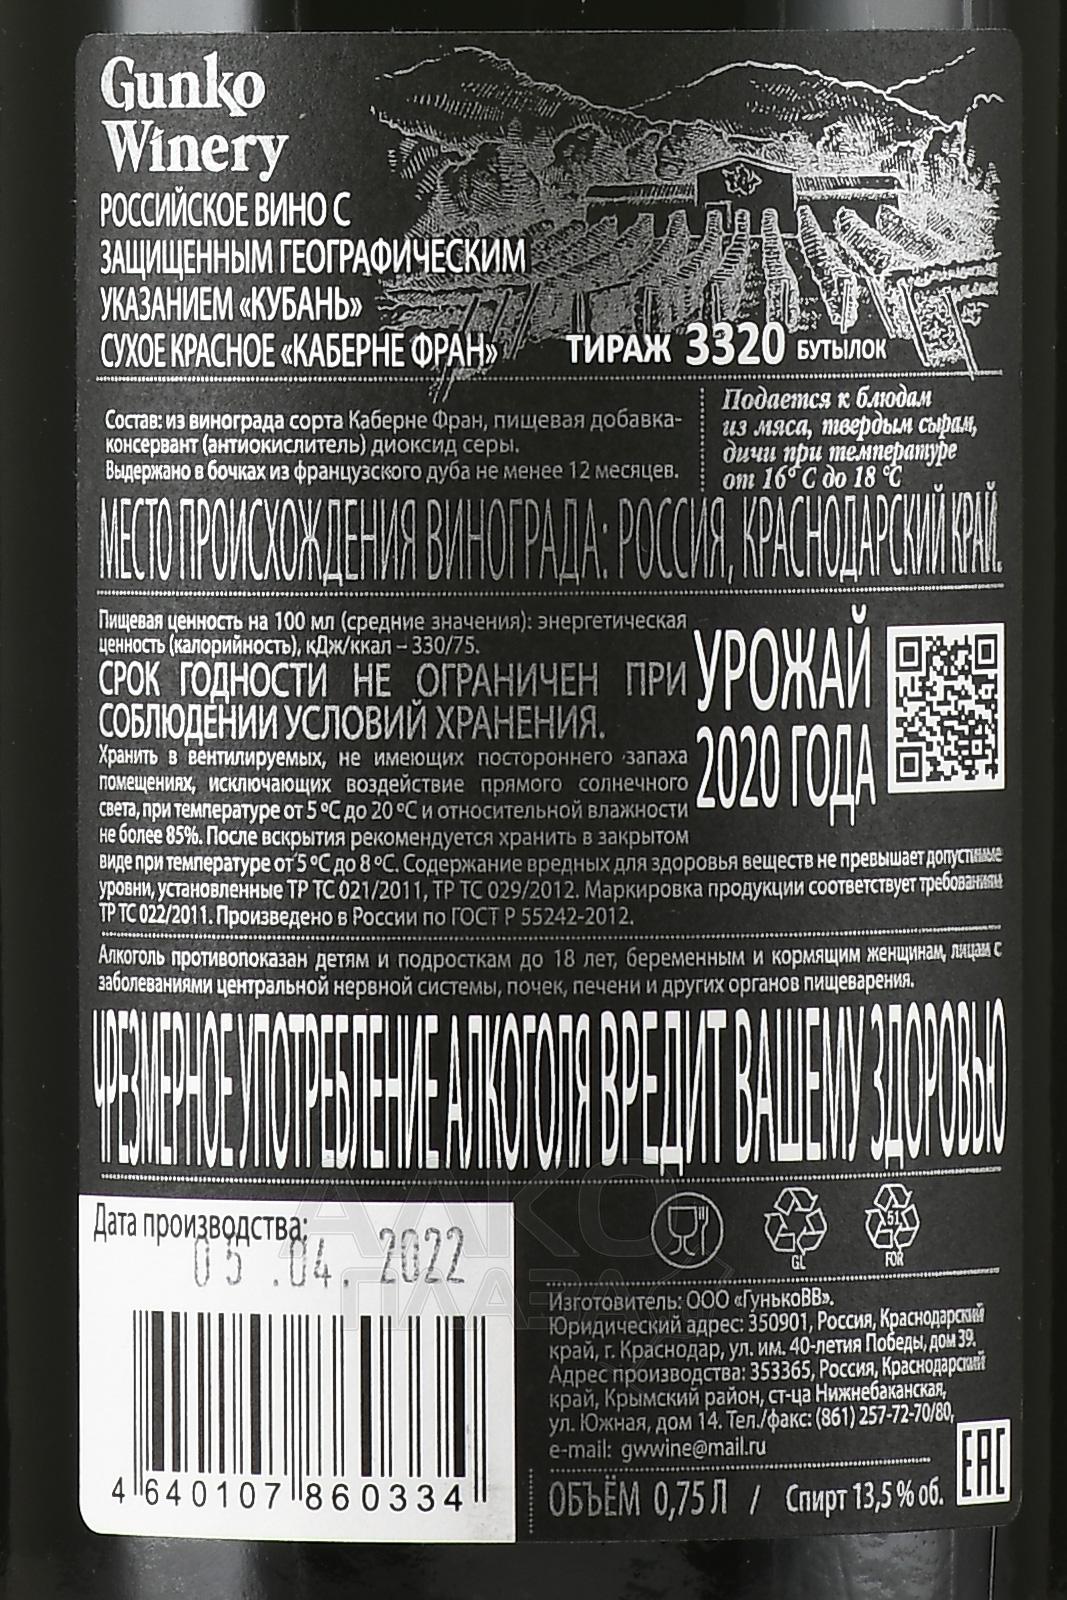 Gunko
Winery
РОССИЙСКОЕ ВИНО С
ЗАЩИЩЕННЫМ ГЕОГРАФИЧЕСКИМ
УКАЗАНИЕМ «КУБАНЬ»
СУХОЕ КРАСНОЕ «КАБЕРНЕ ФРАН»
ТИРАЖ 3320 БУТЫЛОК
Состав: из винограда сорта Каберне Фран, пищевая добавка-
консервант (антиокислитель) диоксид серы.
Выдержано в бочках из французского дуба не менее 12 месяцев.
Подается к блюдам
из мяса, твердым сырам,
дичи при температуре
от 16°С до 18°С
МЕСТО ПРОИСХОЖДЕНИЯ ВИНОГРАДА: РОССИЯ, КРАСНОДАРСКИЙ КРАЙ.
Пищевая ценность на 100 мл (средние значения): энергетическая
ценность (калорийность), кДж/ккал – 330/75.
СРОК ГОДНОСТИ НЕ ОГРАНИЧЕН ПРИ
СОБЛЮДЕНИИ УСЛОВИЙ ХРАНЕНИЯ.
УРОЖАЙ
2020 ГОДА
Хранить в вентилируемых, не имеющих постороннего запаха
помещениях, исключающих воздействие прямого солнечного
света, при температуре от 5 °С до 20 °С и относительной влажности
не более 85%. После вскрытия рекомендуется хранить в закрытом
виде при температуре от 5 °С до 8 °С. Содержание вредных для здоровья веществ не превышает допустимые
уровни, установленные ТР ТС 021/2011, ТР ТС 029/2012. Маркировка продукции соответствует требованиям
ТР ТС 022/2011. Произведено в России по ГОСТ Р 55242-2012.
Алкоголь противопоказан детям и подросткам до 18 лет, беременным и кормящим женщинам, лицам с
заболеваниями центральной нервной системы, почек, печени и других органов пищеварения.
ЧРЕЗМЕРНОЕ УПОТРЕБЛЕНИЕ АЛКОГОЛЯ ВРЕДИТ ВАШЕМУ ЗДОРОВЬЮ
Дата производства:
05 .04. 2022
4 640107 860334
GL
51
FOR
АЛКО
ПЛАЗА
Изготовитель: ООО «ГунькоВВ».
Юридический адрес: 350901, Россия, Краснодарский
край, г. Краснодар, ул. им. 40-летия Победы, дом 39.
Адрес производства: 353365, Россия, Краснодарский
край, Крымский район, ст-ца Нижнебаканская,
ул. Южная, дом 14. Тел./факс: (861) 257-72-70/80,
e-mail: gwwine@mail.ru
EAC
ОБЪЁМ 0,75 Л / Спирт 13,5 % об.